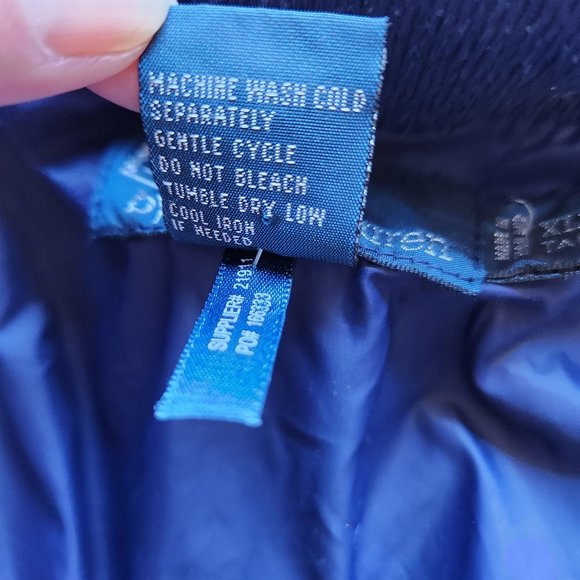 MACHINE WASH COLD
SEPARATELY
GENTLE CYCLE
DO NOT BLEACH
TUMBLE DRY LOW
COOL IRON
IF NEEDED
SUPPLIER# 21911
PO# 166333